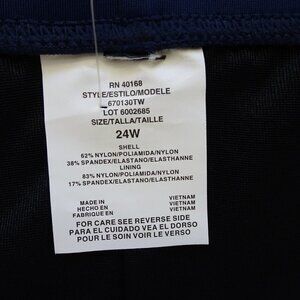 RN 40168
STYLE/ESTILO/MODELE
670130TW
LOT 6002685
SIZE/TALLA/TAILLE
24W
SHELL
62% NYLON/POLIAMIDA/NYLON
38% SPANDEX/ELASTANO/ELASTHANNE
LINING
83% NYLON/POLIAMIDA/NYLON
17% SPANDEX/ELASTANO/ELASTHANNE
MADE IN VIETNAM
HECHO EN VIETNAM
FABRIQUE EN VIETNAM
FOR CARE SEE REVERSE SIDE
PARA EL CUIDADO VEA EL DORSO
POUR LE SOIN VOIR LE VERSO